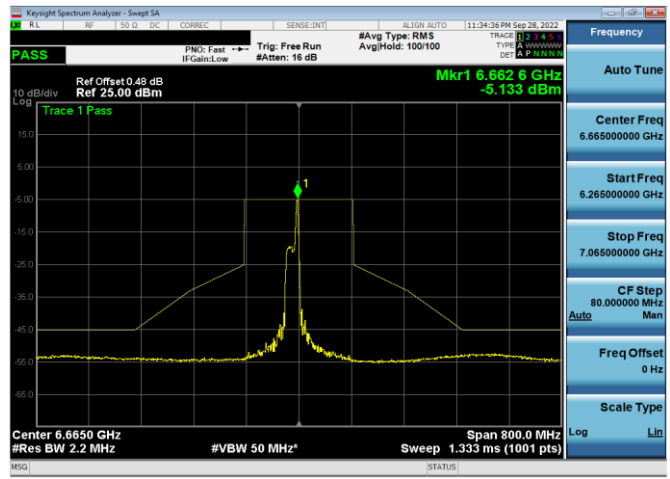 Keysight Spectrum Analyzer - Swept SA
RL RF 50 Ω DC CORREC SENSE:INT ALIGN AUTO 11:34:36 PM Sep 28, 2022
PASS
PNO: Fast
IFGain:Low
Trig: Free Run
#Atten: 16 dB
#Avg Type: RMS
Avg|Hold: 100/100
TRACE 1 2 3 4 5 6
TYPE A WWWWW
DET A P N N N N
Ref Offset 0.48 dB
10 dB/div Ref 25.00 dBm
Log
Mkr1 6.662 6 GHz
-5.133 dBm
Trace 1 Pass
15.0
5.00
-5.00
-15.0
-25.0
-35.0
-45.0
-55.0
-65.0
1
Center 6.6650 GHz
#Res BW 2.2 MHz
#VBW 50 MHz*
Span 800.0 MHz
Sweep 1.333 ms (1001 pts)
MSG
STATUS
Frequency
Auto Tune
Center Freq
6.665000000 GHz
Start Freq
6.265000000 GHz
Stop Freq
7.065000000 GHz
CF Step
80.000000 MHz
Auto Man
Freq Offset
0 Hz
Scale Type
Log Lin